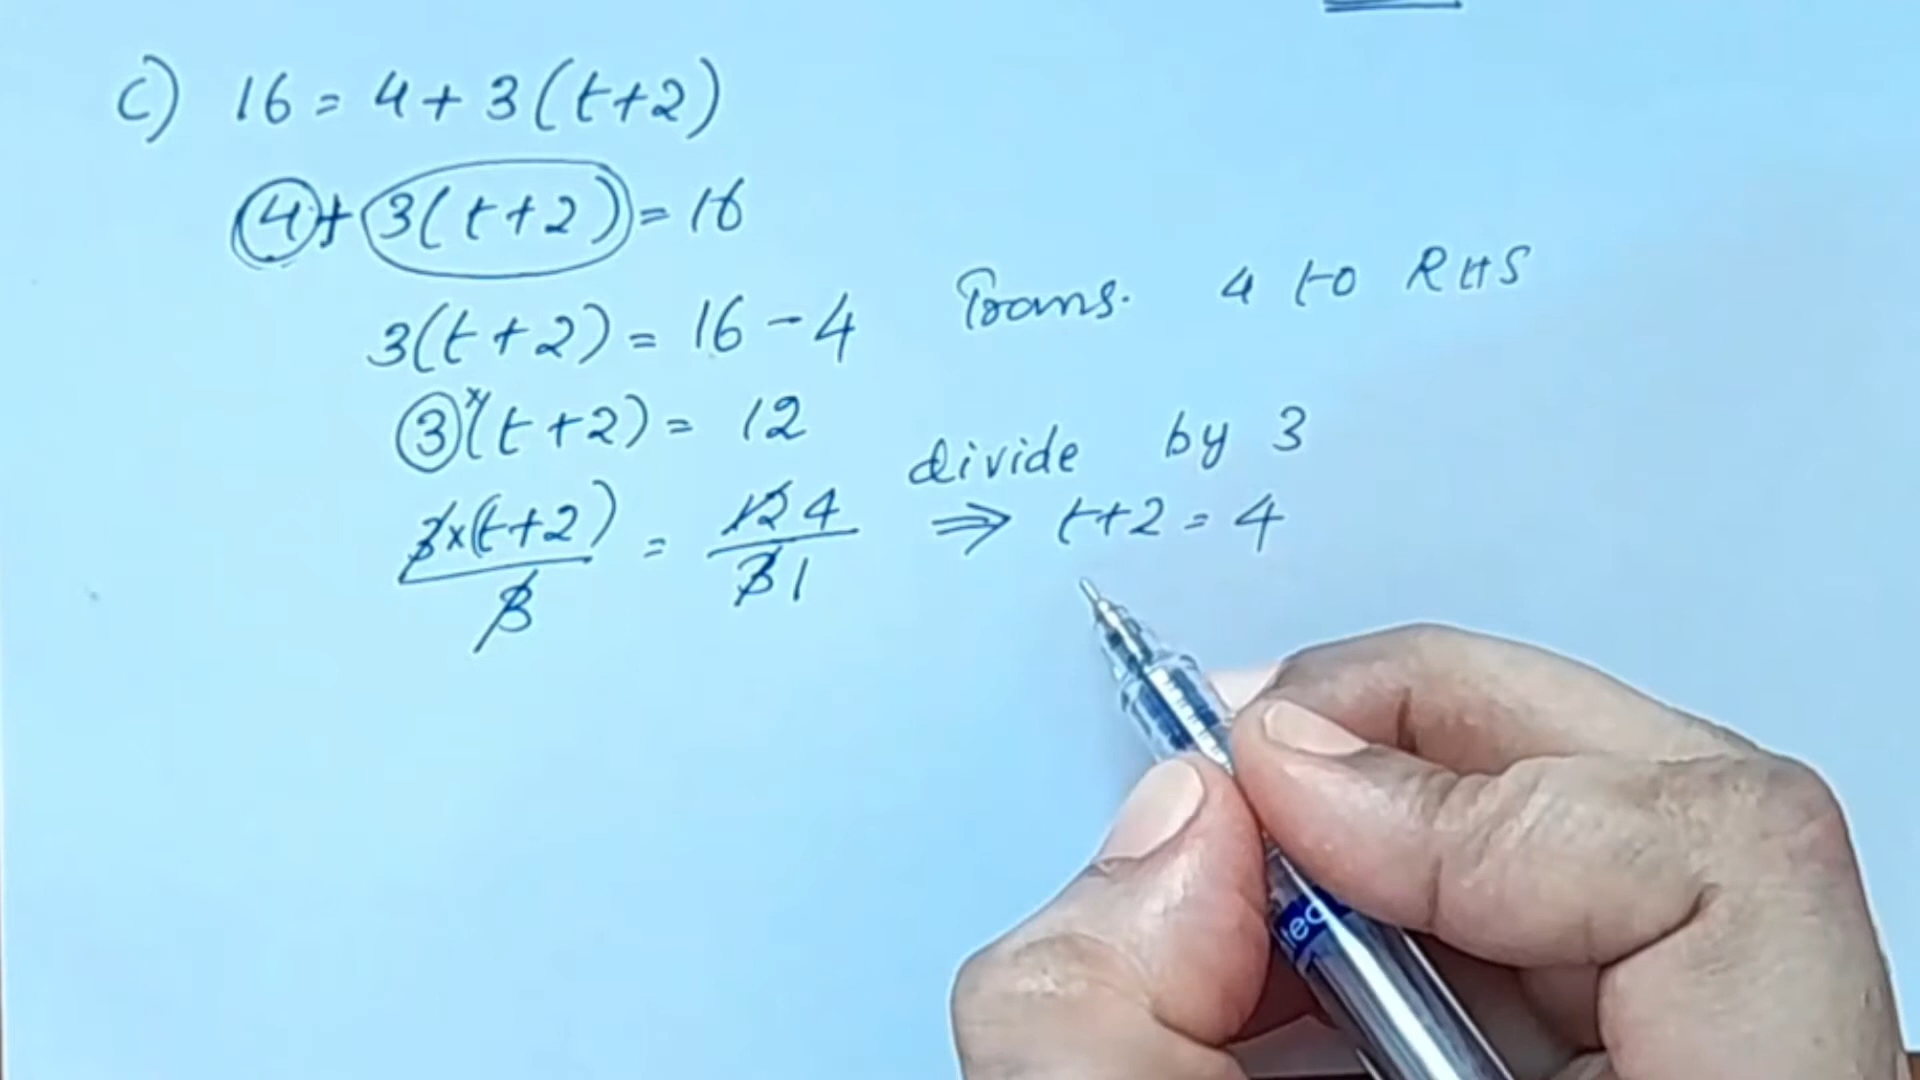 c) 16 = 4 + 3(t+2)
4 + 3(t+2) = 16
3(t+2) = 16 - 4 Trans. 4 to RHS
3×(t+2) = 12 divide by 3
3×(t+2)/3 = 12 4/3 1 ⇒ t+2 = 4